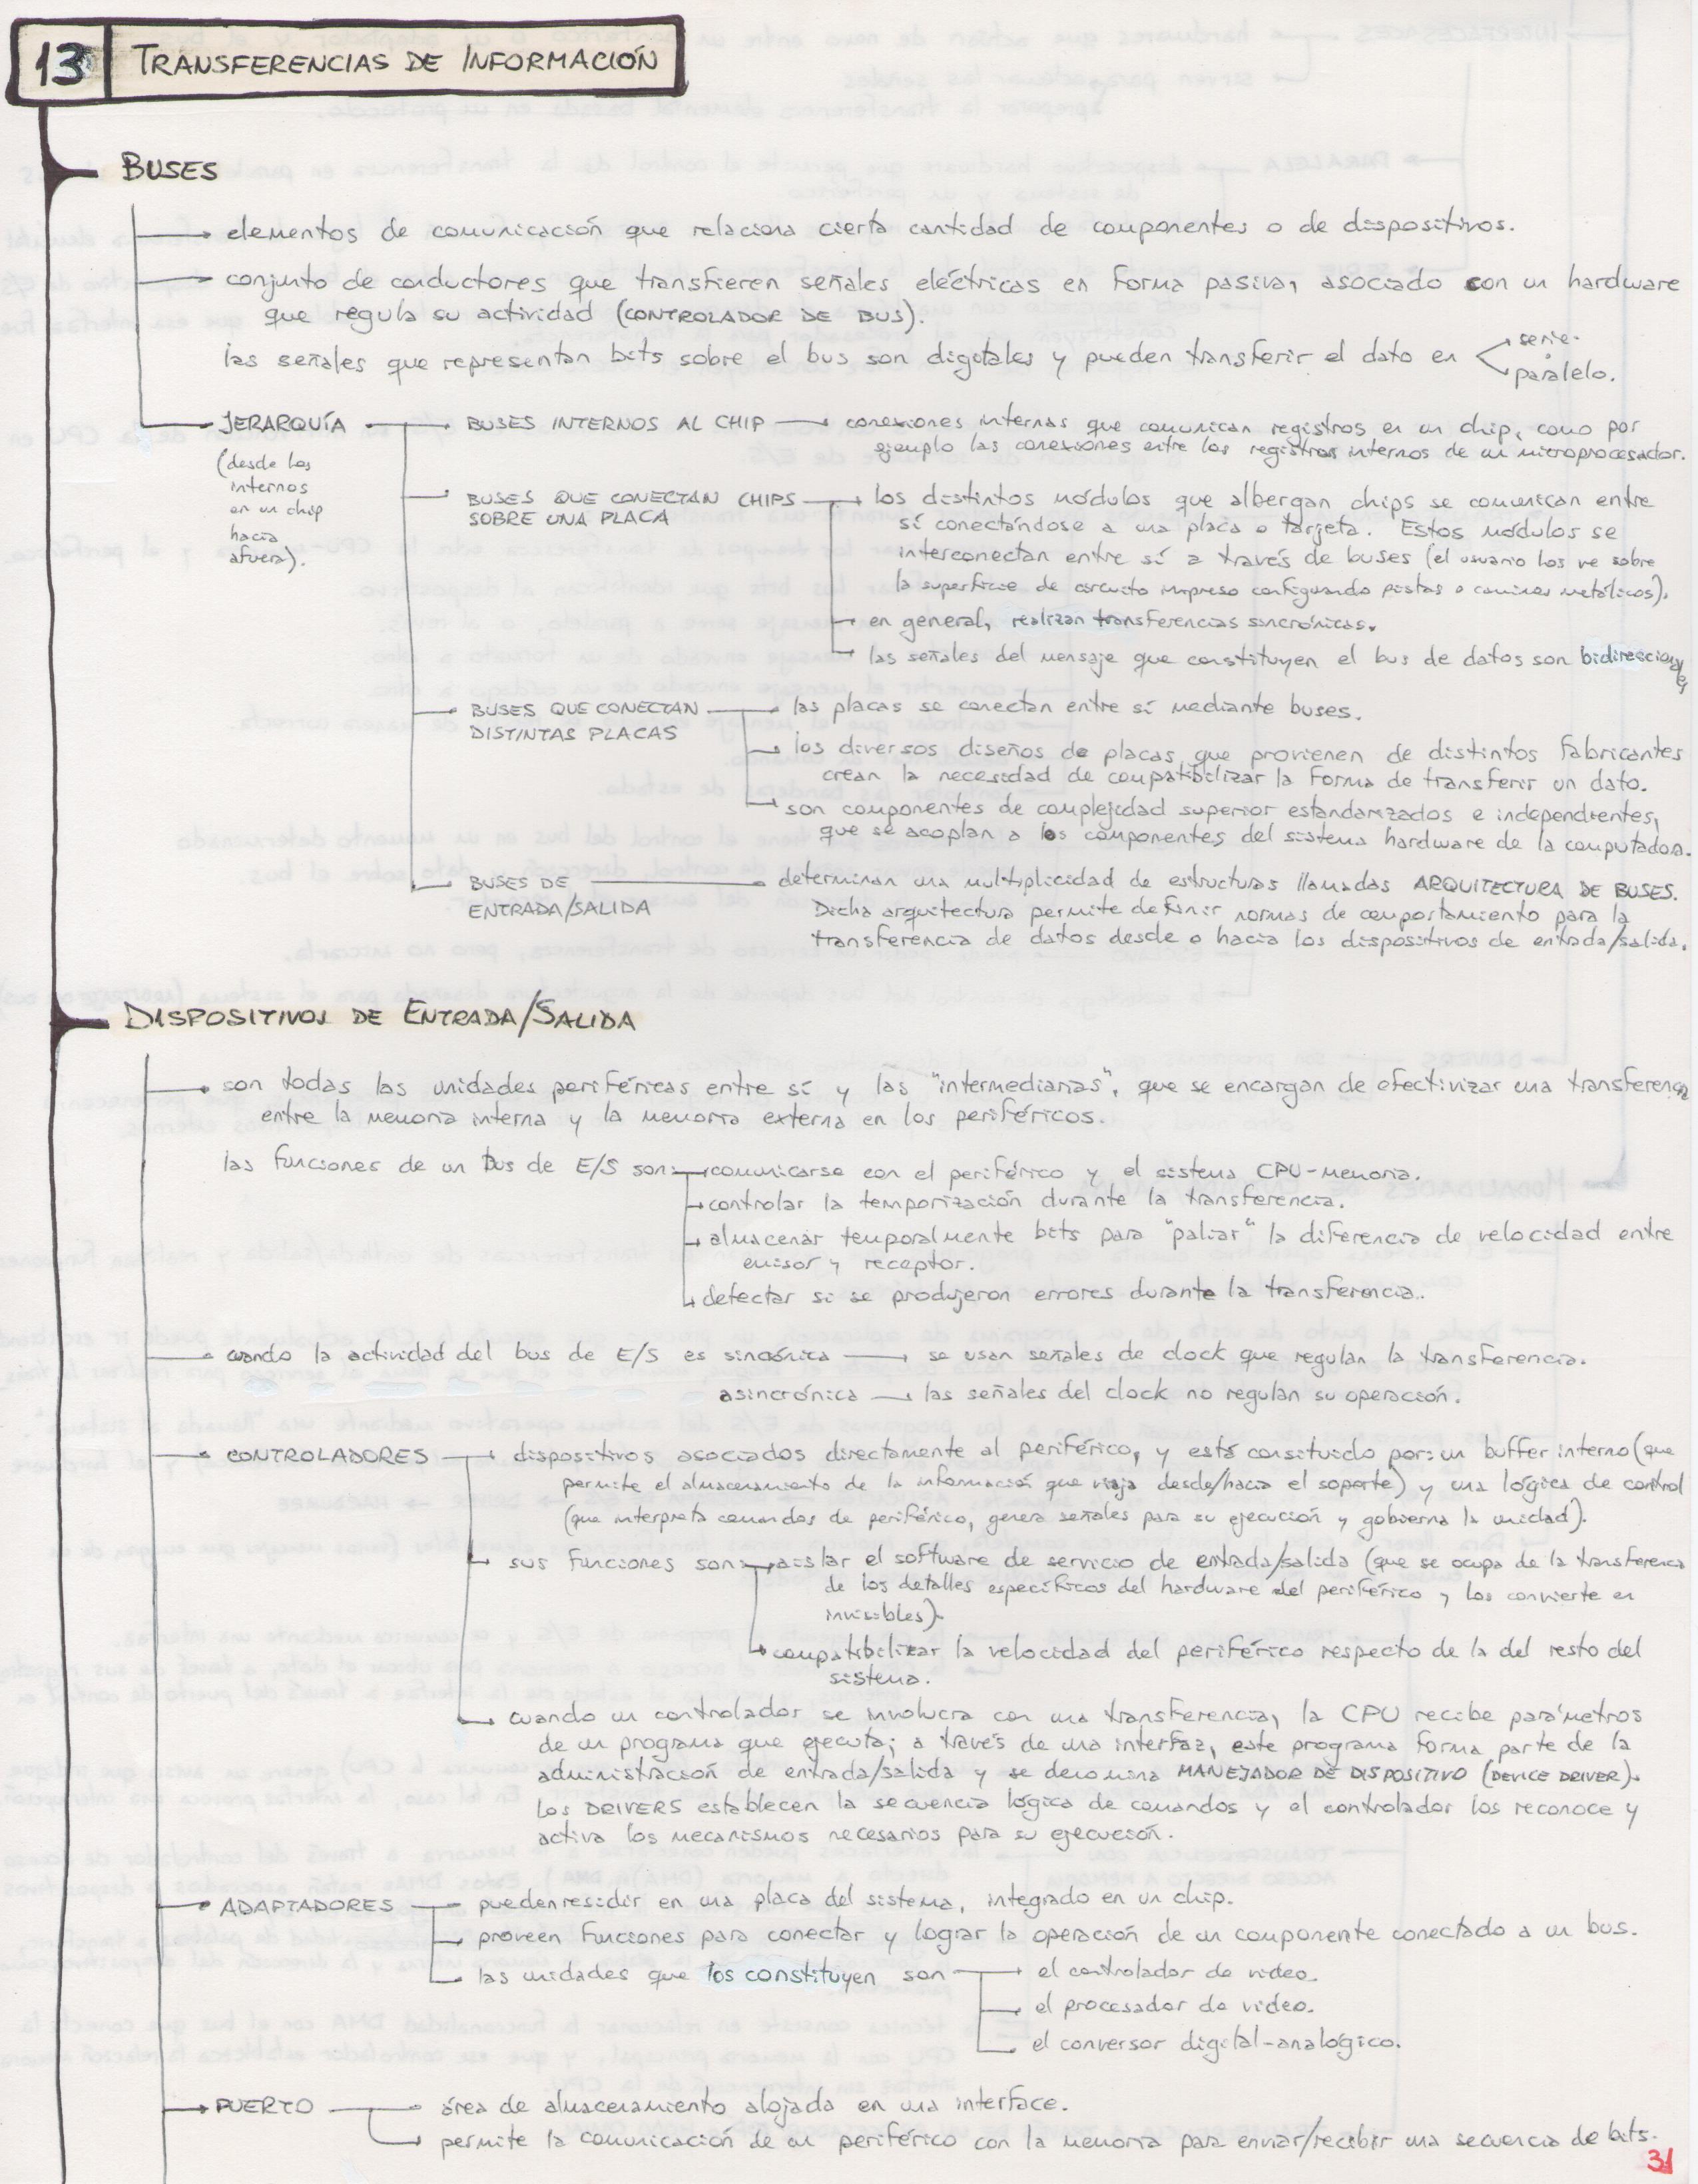 13 TRANSFERENCIAS DE INFORMACIÓN
BUSES
elementos de comunicación que relaciona cierta cantidad de componentes o de dispositivos.
conjunto de conductores que transfieren señales eléctricas en forma pasiva, asociado con un hardware
que regula su actividad (CONTROLADOR DE BUS).
las señales que representan bits sobre el bus son digitales y pueden transferir el dato en
serie.
paralelo.
JERARQUÍA
(desde los
internos
en un chip
hacia
afuera).
BUSES INTERNOS AL CHIP
conexiones internas que comunican registros en un chip, como por
ejemplo las conexiones entre los registros internos de un microprocesador.
BUSES QUE CONECTAN CHIPS
SOBRE UNA PLACA
los distintos módulos que albergan chips se comunican entre
sí conectándose a una placa o tarjeta. Estos módulos se
interconectan entre sí a través de buses (el usuario los ve sobre
la superficie de circuito impreso configurando pistas o caminos metálicos).
en general, realizan transferencias sincrónicas.
las señales del mensaje que constituyen el bus de datos son bidireccionales
BUSES QUE CONECTAN
DISTINTAS PLACAS
las placas se conectan entre sí mediante buses.
los diversos diseños de placas que provienen de distintos fabricantes
crean la necesidad de compatibilizar la forma de transferir un dato.
son componentes de complejidad superior estandarizados e independientes,
que se acoplan a los componentes del sistema hardware de la computadora.
BUSES DE
ENTRADA/SALIDA
determinan una multiplicidad de estructuras llamadas ARQUITECTURA DE BUSES.
Dicha arquitectura permite definir normas de comportamiento para la
transferencia de datos desde o hacia los dispositivos de entrada/salida.
DISPOSITIVOS DE ENTRADA/SALIDA
son todas las unidades periféricas entre sí y las "intermediarias", que se encargan de efectivizar una transferencia
entre la memoria interna y la memoria externa en los periféricos.
las funciones de un bus de E/S son:
comunicarse con el periférico y el sistema CPU-Memoria.
controlar la temporización durante la transferencia.
almacenar temporalmente bits para "paliar" la diferencia de velocidad entre
emisor y receptor.
detectar si se produjeron errores durante la transferencia.
cuando la actividad del bus de E/S es sincrónica
se usan señales de clock que regulan la transferencia.
asincrónica
las señales del clock no regulan su operación.
CONTROLADORES
dispositivos asociados directamente al periférico, y está consituido por: un buffer interno (que
permite el almacenamiento de la información que viaja desde/hacia el soporte) y una lógica de control
(que interpreta comandos de periférico, genera señales para su ejecución y gobierna la unidad).
sus funciones son:
aislar el software de servicio de entrada/salida (que se ocupa de la transferencia
de los detalles específicos del hardware del periférico y los convierte en
invisibles).
compatibilizar la velocidad del periférico respecto de la del resto del
sistema.
cuando un controlador se involucra con una transferencia, la CPU recibe parámetros
de un programa que ejecuta; a través de una interfaz, este programa forma parte de la
administración de entrada/salida y se denomina MANEJADOR DE DISPOSITIVO (DEVICE DRIVER).
Los DRIVERS establecen la secuencia lógica de comandos y el controlador los reconoce y
activa los mecanismos necesarios para su ejecución.
ADAPTADORES
pueden residir en una placa del sistema, integrado en un chip.
proveen funciones para conectar y lograr la operación de un componente conectado a un bus.
las unidades que los constituyen son
el controlador de video.
el procesador de video.
el conversor digital-analógico.
PUERTO
área de almacenamiento alojada en una interface.
permite la comunicación de un periférico con la memoria para enviar/recibir una secuencia de bits.
31